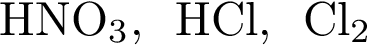 HNO₃, HCl, Cl₂